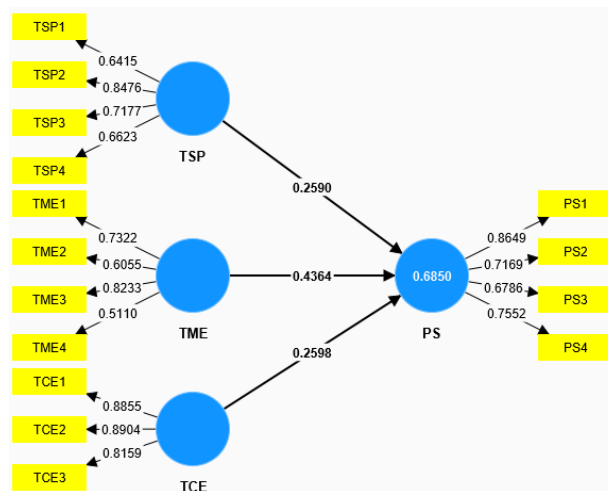 TSP1
0.6415
TSP2
0.8476
TSP3
0.7177
TSP4
0.6623
TSP
0.2590
TME1
0.7322
TME2
0.6055
TME3
0.8233
TME4
0.5110
TME
0.4364
TCE1
0.8855
TCE2
0.8904
TCE3
0.8159
TCE
0.2598
0.6850
PS
PS1
0.8649
PS2
0.7169
PS3
0.6786
PS4
0.7552